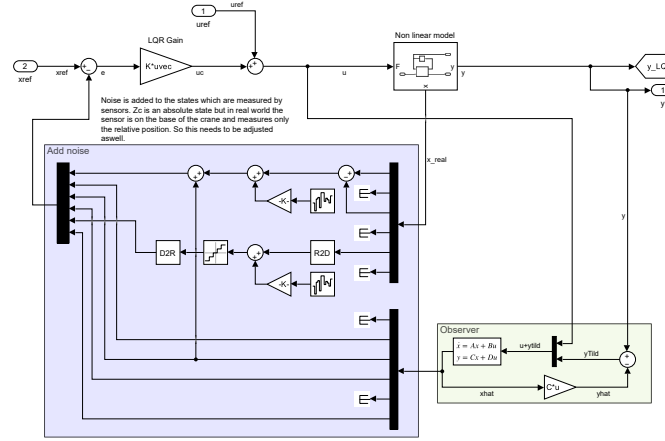 uref
1
uref
LQR Gain
Non linear model
2
xref
xref
e
K*uvec
uc
u
F
y
x
y
y_LQ
1
y
Noise is added to the states which are measured by
sensors. Zc is an absolute state but in real world the
sensor is on the base of the crane and measures only
the relative position. So this needs to be adjusted
aswell.
x_real
Add noise
-K-
D2R
R2D
-K-
y
Observer
ẋ = Ax + Bu
y = Cx + Du
u+ytild
yTild
xhat
C*u
yhat